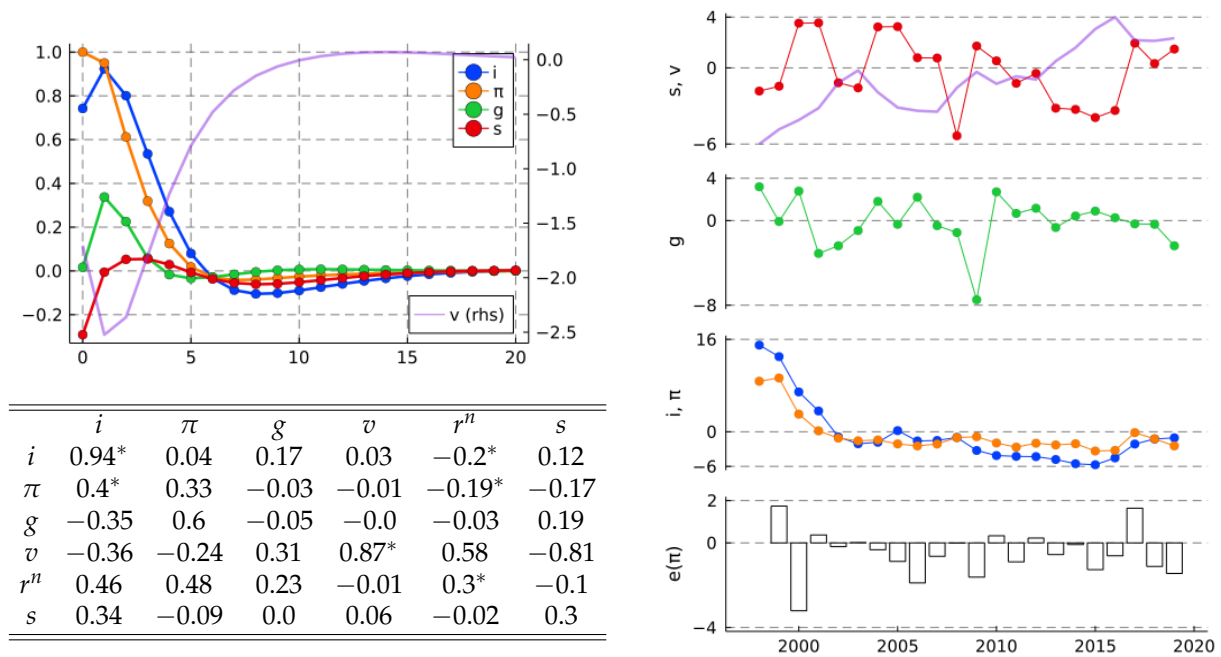 1.0
0.8
0.6
0.4
0.2
0.0
−0.2
0 5 10 15 20
0.0
−0.5
−1.0
−1.5
−2.0
−2.5
i
π
g
s
v (rhs)
i π g v rⁿ s
i 0.94* 0.04 0.17 0.03 −0.2* 0.12
π 0.4* 0.33 −0.03 −0.01 −0.19* −0.17
g −0.35 0.6 −0.05 −0.0 −0.03 0.19
v −0.36 −0.24 0.31 0.87* 0.58 −0.81
rⁿ 0.46 0.48 0.23 −0.01 0.3* −0.1
s 0.34 −0.09 0.0 0.06 −0.02 0.3
s, v
4
0
−6
g
4
0
−8
i, π
16
0
−6
e(π)
2
0
−4
2000 2005 2010 2015 2020